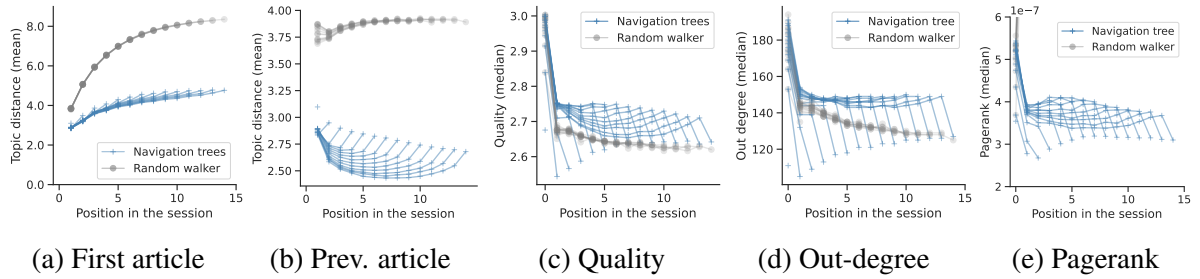 Topic distance (mean)
8.0
6.0
4.0
2.0
0.0
0 5 10 15
Position in the session
Navigation trees
Random walker
(a) First article
Topic distance (mean)
4.00
3.75
3.50
3.25
3.00
2.75
2.50
0 5 10 15
Position in the session
(b) Prev. article
Quality (median)
3.0
2.9
2.8
2.7
2.6
0 5 10 15
Position in the session
Navigation trees
Random walker
(c) Quality
Out degree (median)
180
160
140
120
0 5 10 15
Position in the session
Navigation tree
Random walker
(d) Out-degree
Pagerank (median)
6 e−7
5
4
3
2
0 5 10 15
Position in the session
Navigation tree
Random walker
(e) Pagerank